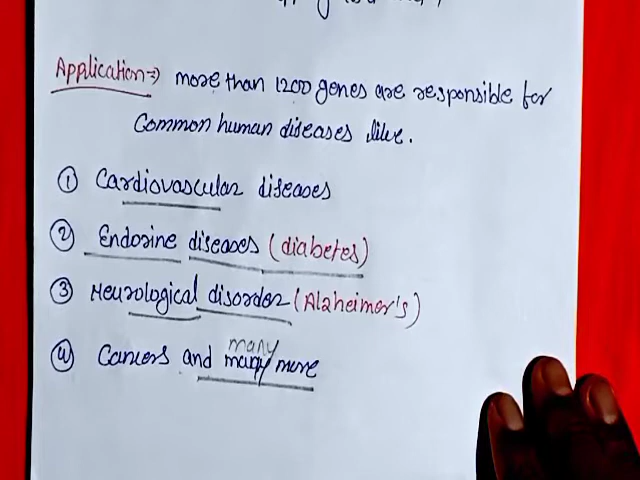 Application⇒) more than 1200 genes are responsible for
Common human diseases like.
① Cardiovascular diseases
② Endorine diseases (diabetes)
③ Neurological disorder (Alzheimer's)
many
④ Cancers and many more